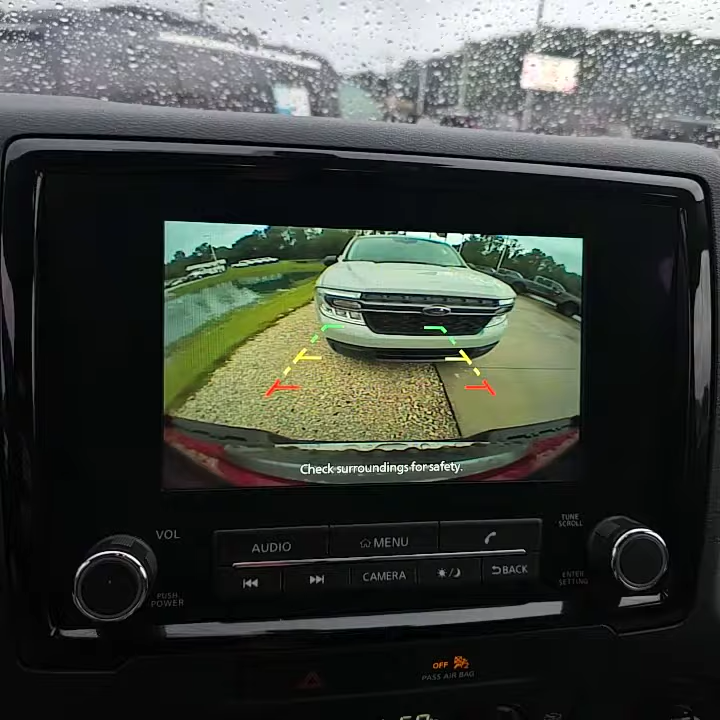 Check surroundings for safety.
VOL
TUNE
SCROLL
AUDIO
MENU
CAMERA
BACK
ENTER
SETTING
PUSH
POWER
OFF
PASS AIR BAG